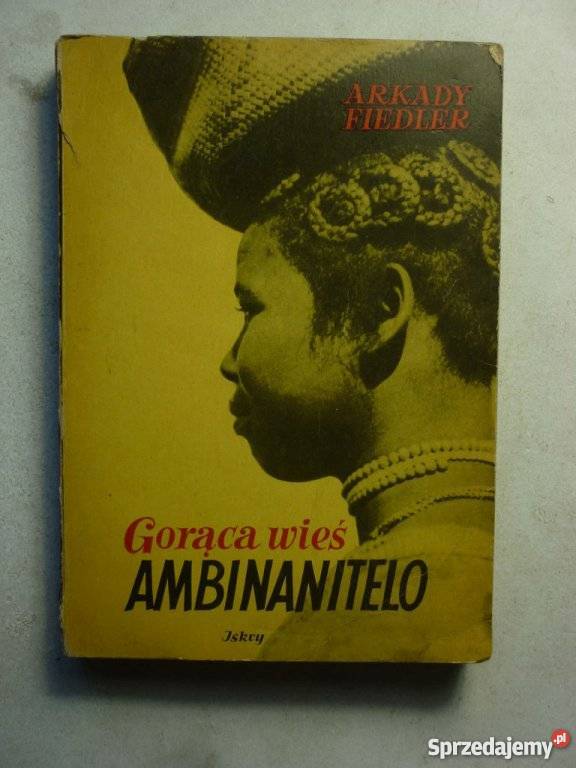 ARKADY
FIEDLER
Gorąca wieś
AMBINANITELO
Iskry
Sprzedajemy.pl